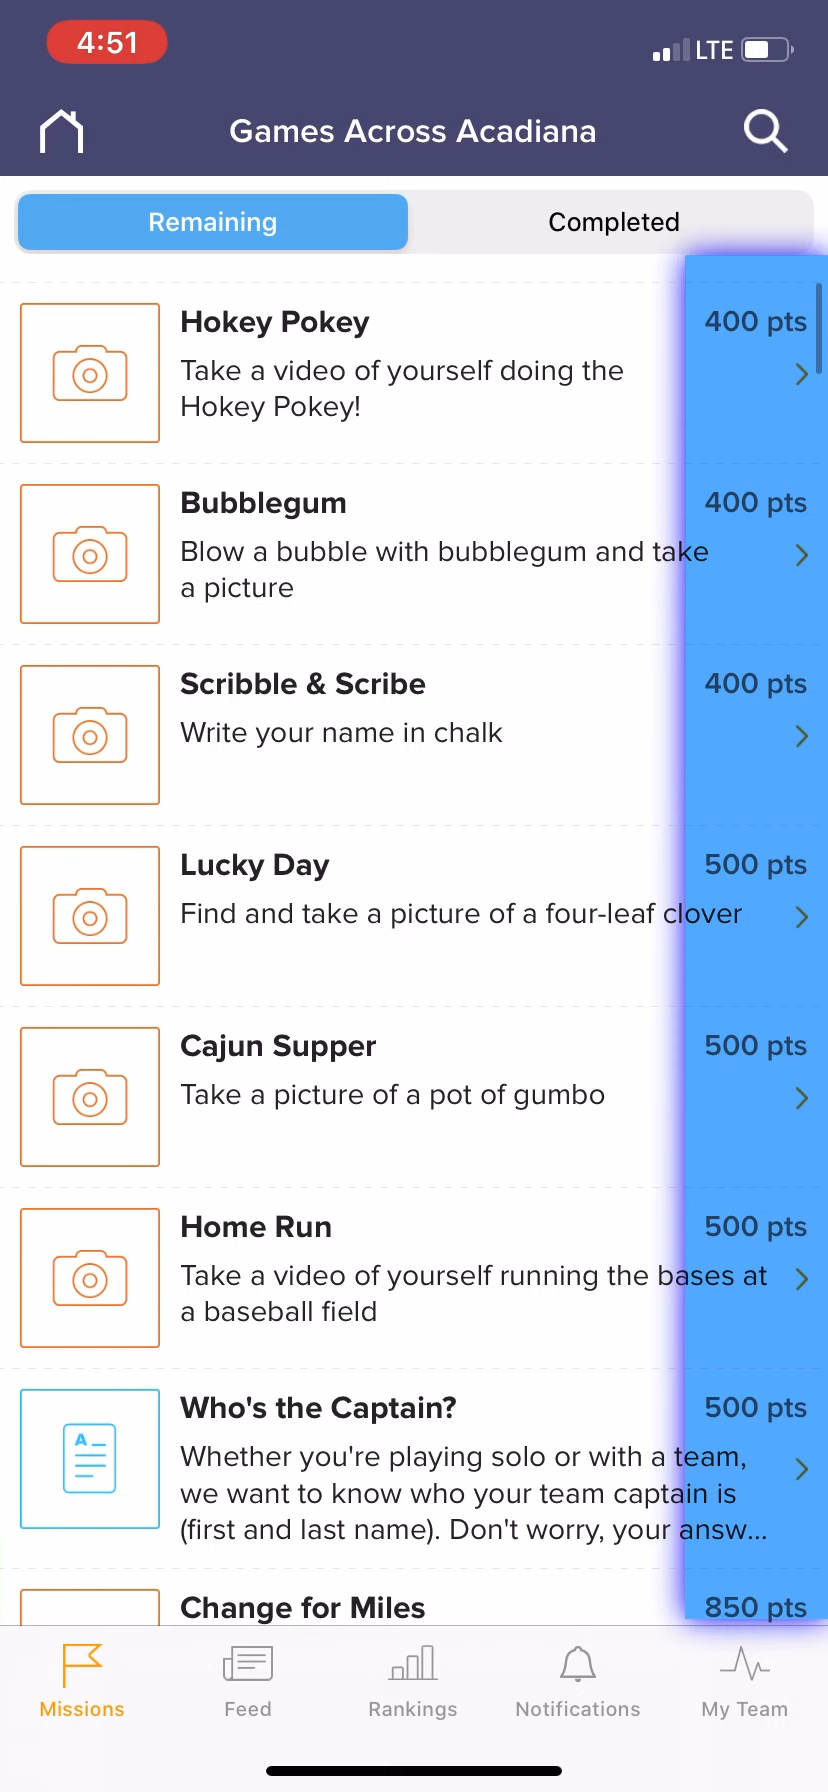 4:51
LTE
Games Across Acadiana
Remaining
Completed
Hokey Pokey
400 pts
Take a video of yourself doing the
Hokey Pokey!
Bubblegum
400 pts
Blow a bubble with bubblegum and take
a picture
Scribble & Scribe
400 pts
Write your name in chalk
Lucky Day
500 pts
Find and take a picture of a four-leaf clover
Cajun Supper
500 pts
Take a picture of a pot of gumbo
Home Run
500 pts
Take a video of yourself running the bases at
a baseball field
A
Who's the Captain?
500 pts
Whether you're playing solo or with a team,
we want to know who your team captain is
(first and last name). Don't worry, your answ...
Change for Miles
850 pts
Missions
Feed
Rankings
Notifications
My Team